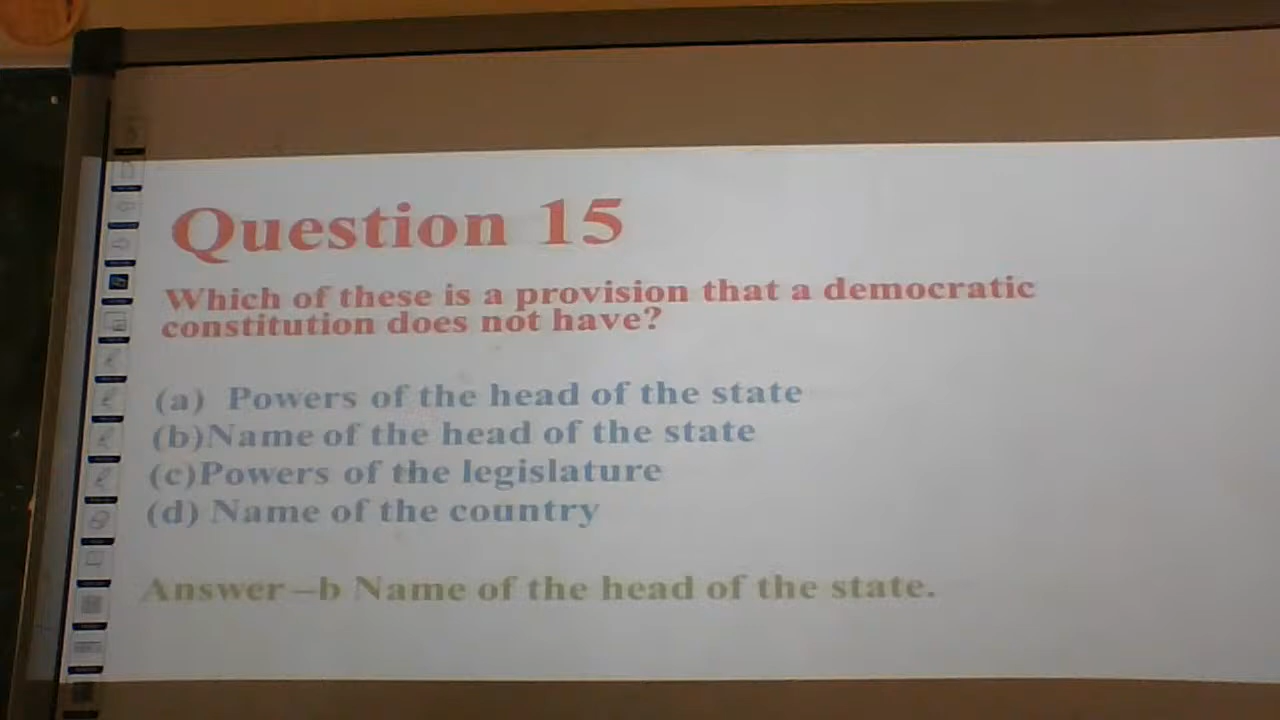 Question 15
Which of these is a provision that a democratic
constitution does not have?
(a) Powers of the head of the state
(b)Name of the head of the state
(c)Powers of the legislature
(d) Name of the country
Answer –b Name of the head of the state.